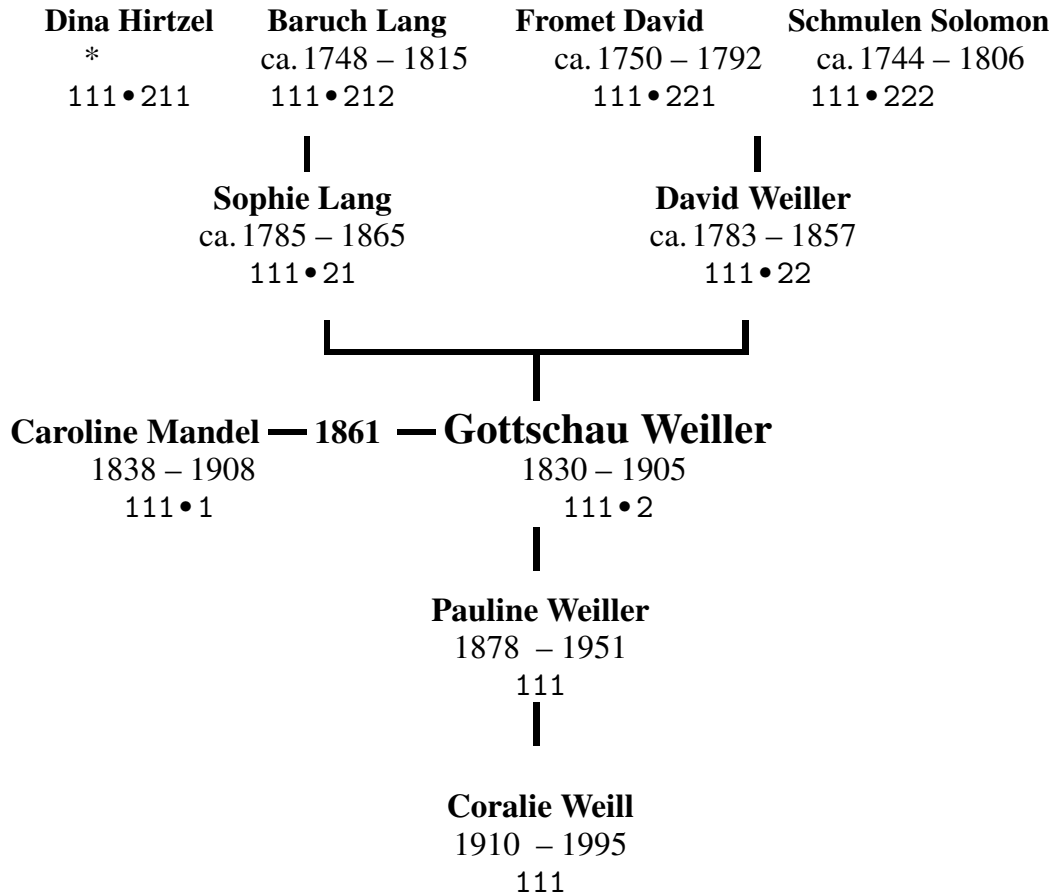 Dina Hirtzel Baruch Lang Fromet David Schmulen Solomon
* ca. 1748 – 1815 ca. 1750 – 1792 ca. 1744 – 1806
111•211 111•212 111•221 111•222
Sophie Lang David Weiller
ca. 1785 – 1865 ca. 1783 – 1857
111•21 111•22
Caroline Mandel — 1861 — Gottschau Weiller
1838 – 1908 1830 – 1905
111•1 111•2
Pauline Weiller
1878 – 1951
111
Coralie Weill
1910 – 1995
111